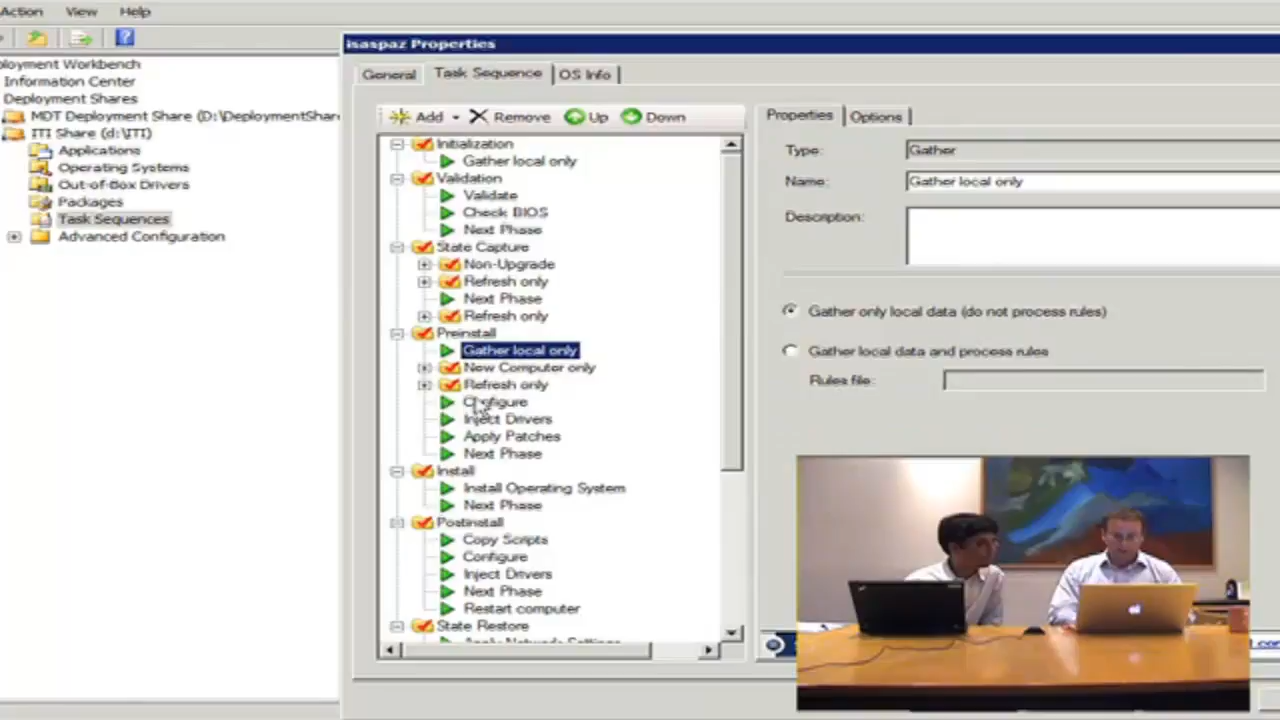 Action View Help
isaspaz Properties
loyment Workbench
Information Center
Deployment Shares
MDT Deployment Share (D:\DeploymentShar
ITI Share (d:\ITI)
Applications
Operating Systems
Out-of-Box Drivers
Packages
Task Sequences
Advanced Configuration
General Task Sequence OS Info
Add Remove Up Down
Initialization
Gather local only
Validation
Validate
Check BIOS
Next Phase
State Capture
Non-Upgrade
Refresh only
Next Phase
Refresh only
Preinstall
Gather local only
New Computer only
Refresh only
Configure
Inject Drivers
Apply Patches
Next Phase
Install
Install Operating System
Next Phase
Postinstall
Copy Scripts
Configure
Inject Drivers
Next Phase
Restart computer
State Restore
Apply Network Settings
Properties Options
Type: Gather
Name: Gather local only
Description:
Gather only local data (do not process rules)
Gather local data and process rules
Rules file: